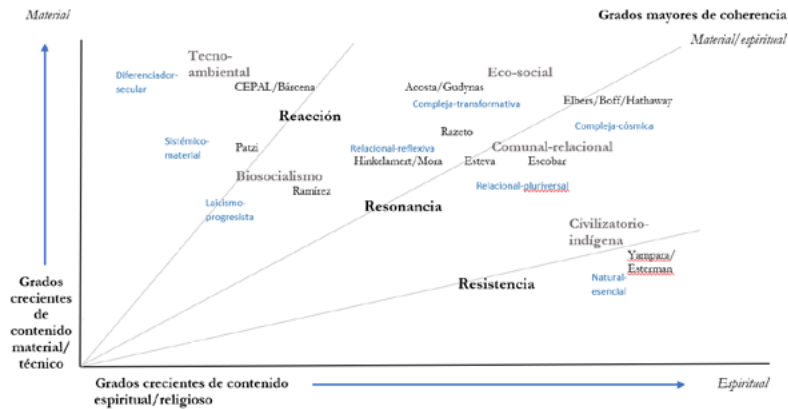 Material
Grados mayores de coherencia
Material/espiritual
Tecno-
ambiental
Diferenciador-
secular
CEPAL/Bárcena
Reacción
Eco-social
Acosta/Gudynas
Compleja-transformativa
Elbers/Boff/Hathaway
Compleja-cósmica
Razeto
Sistémico-
material
Patzi
Relacional-reflexiva
Hinkelamert/Mora
Comunal-relacional
Esteva
Escobar
Biosocialismo
Ramírez
Laicismo-
progresista
Resonancia
Relacional-pluriversal
Civilizatorio-
indígena
Yampara/
Esterman
Natural-
esencial
Resistencia
Grados
crecientes
de
contenido
material/
técnico
Grados crecientes de contenido
espiritual/religioso
Espiritual